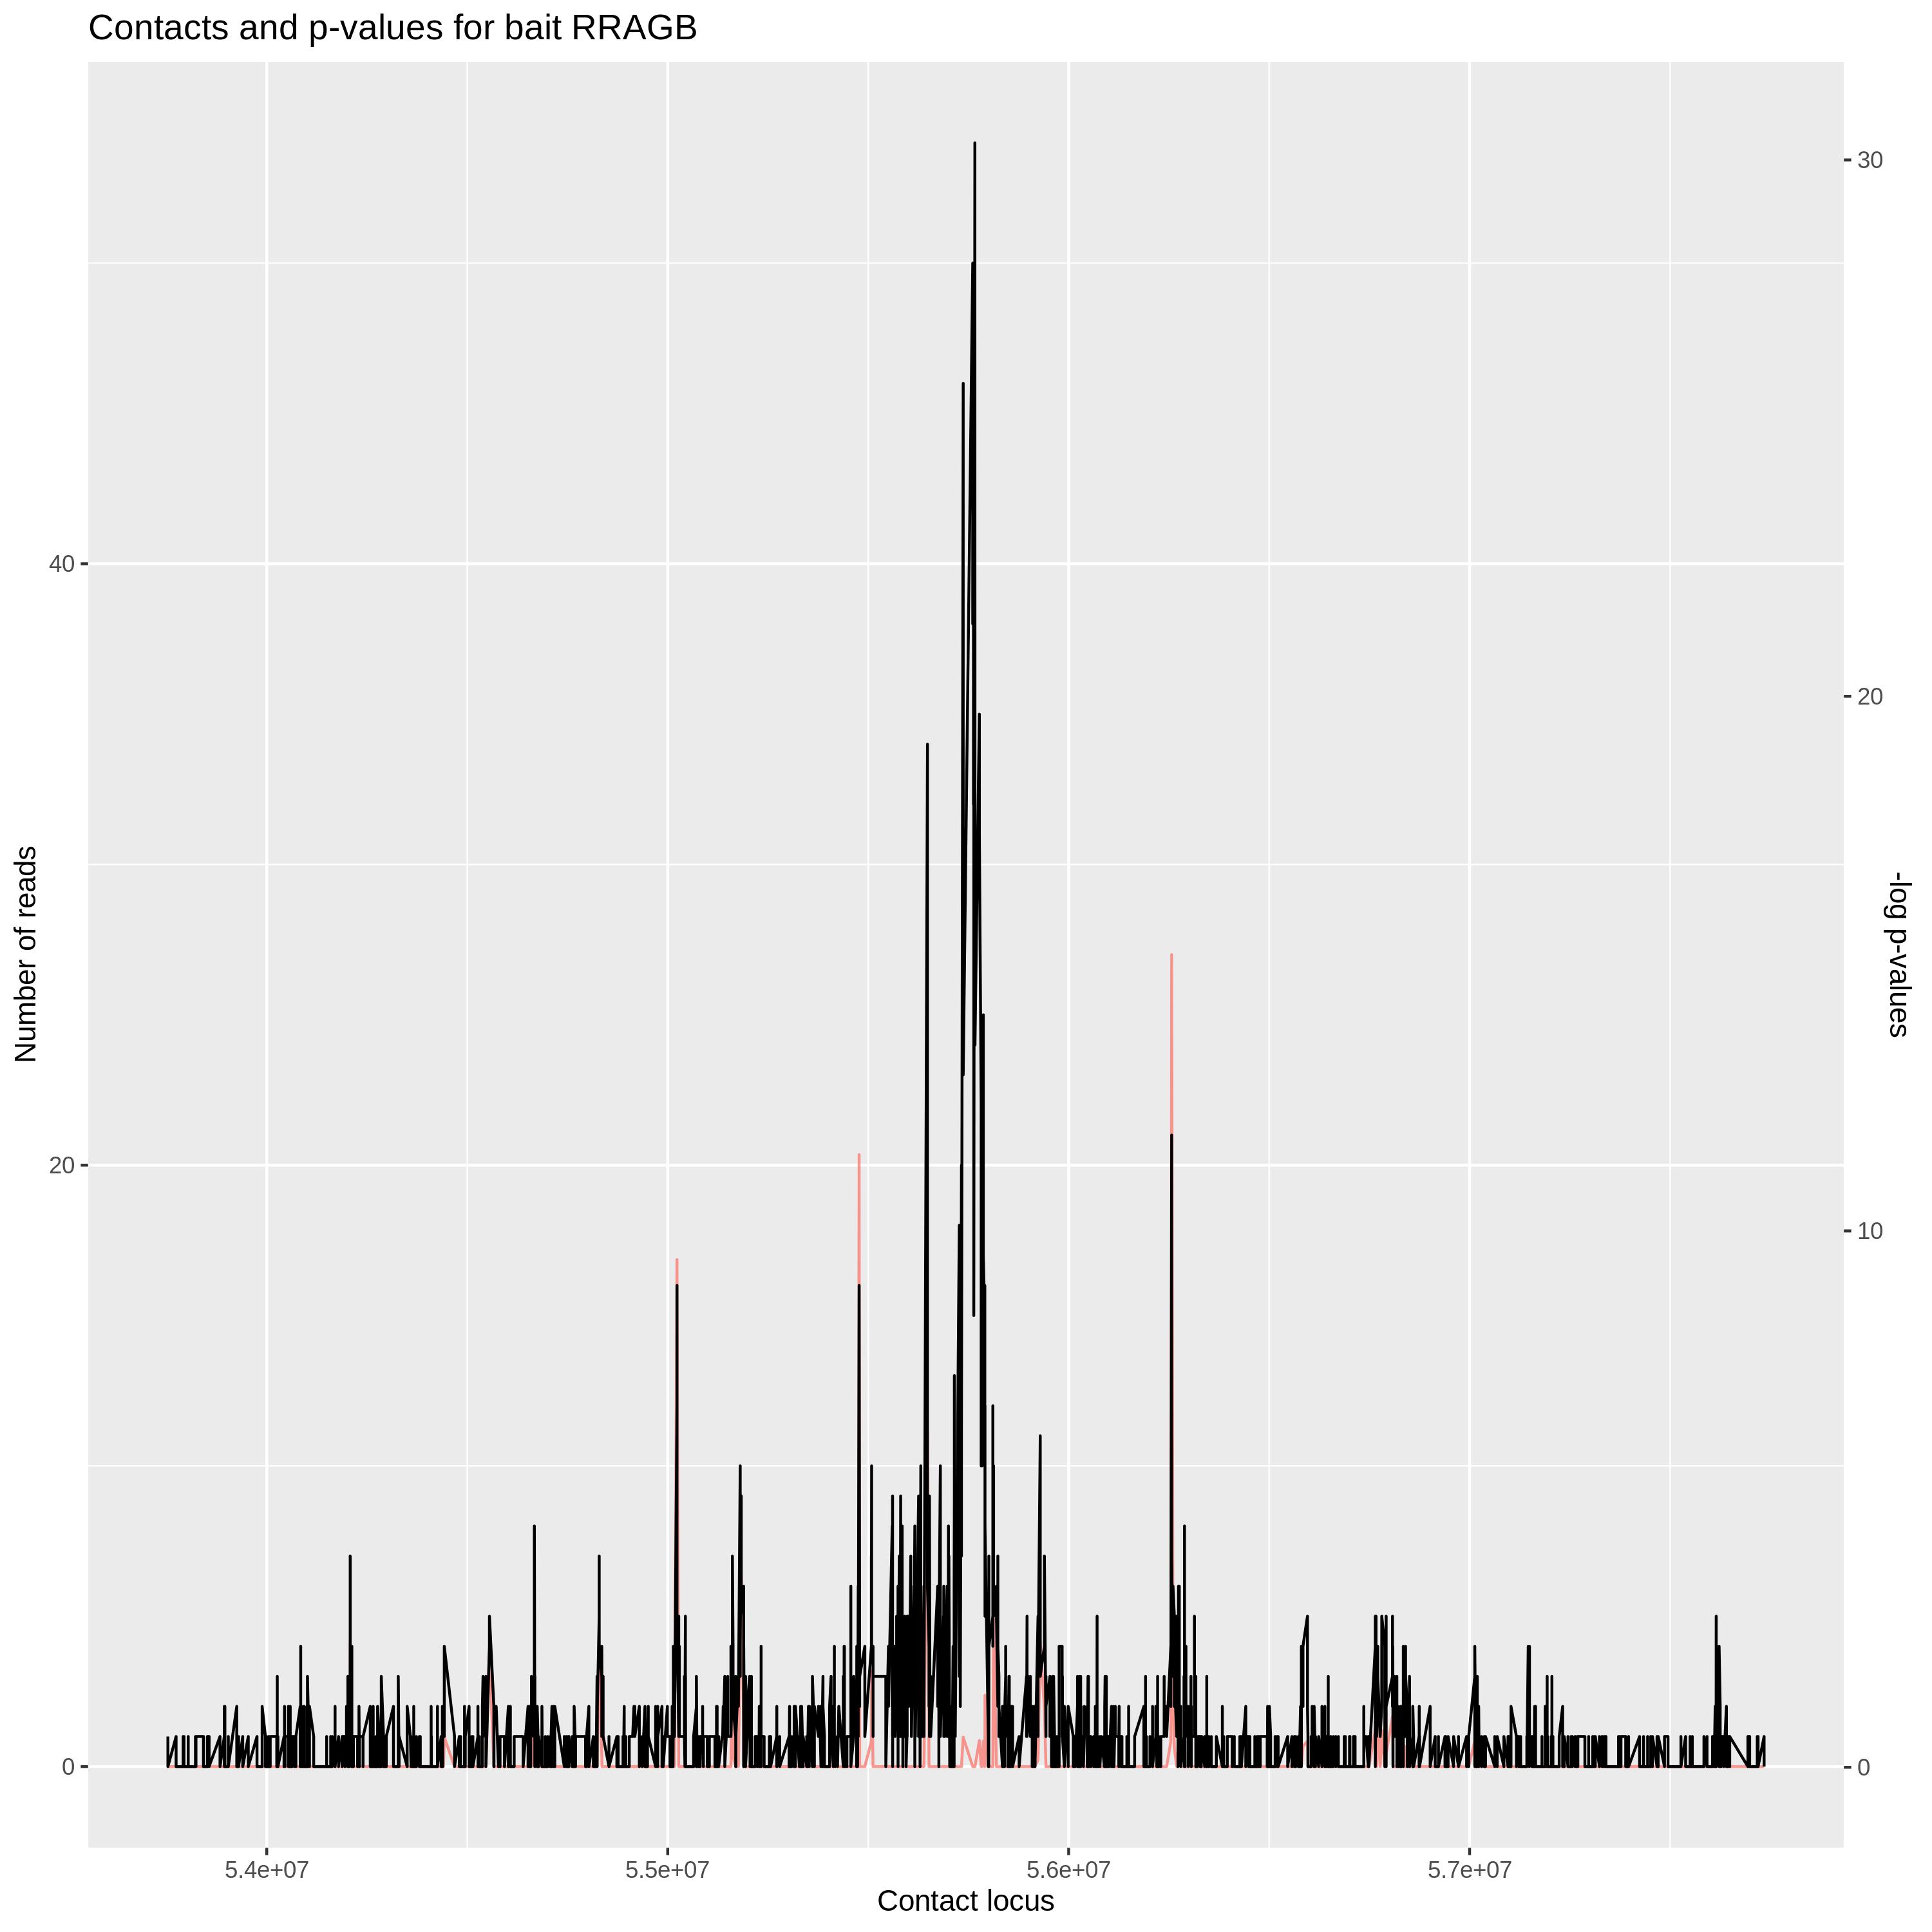 Contacts and p-values for bait RRAGB
30
40
20
20
10
0
0
Number of reads
-log p-values
5.4e+07
5.5e+07
5.6e+07
5.7e+07
Contact locus